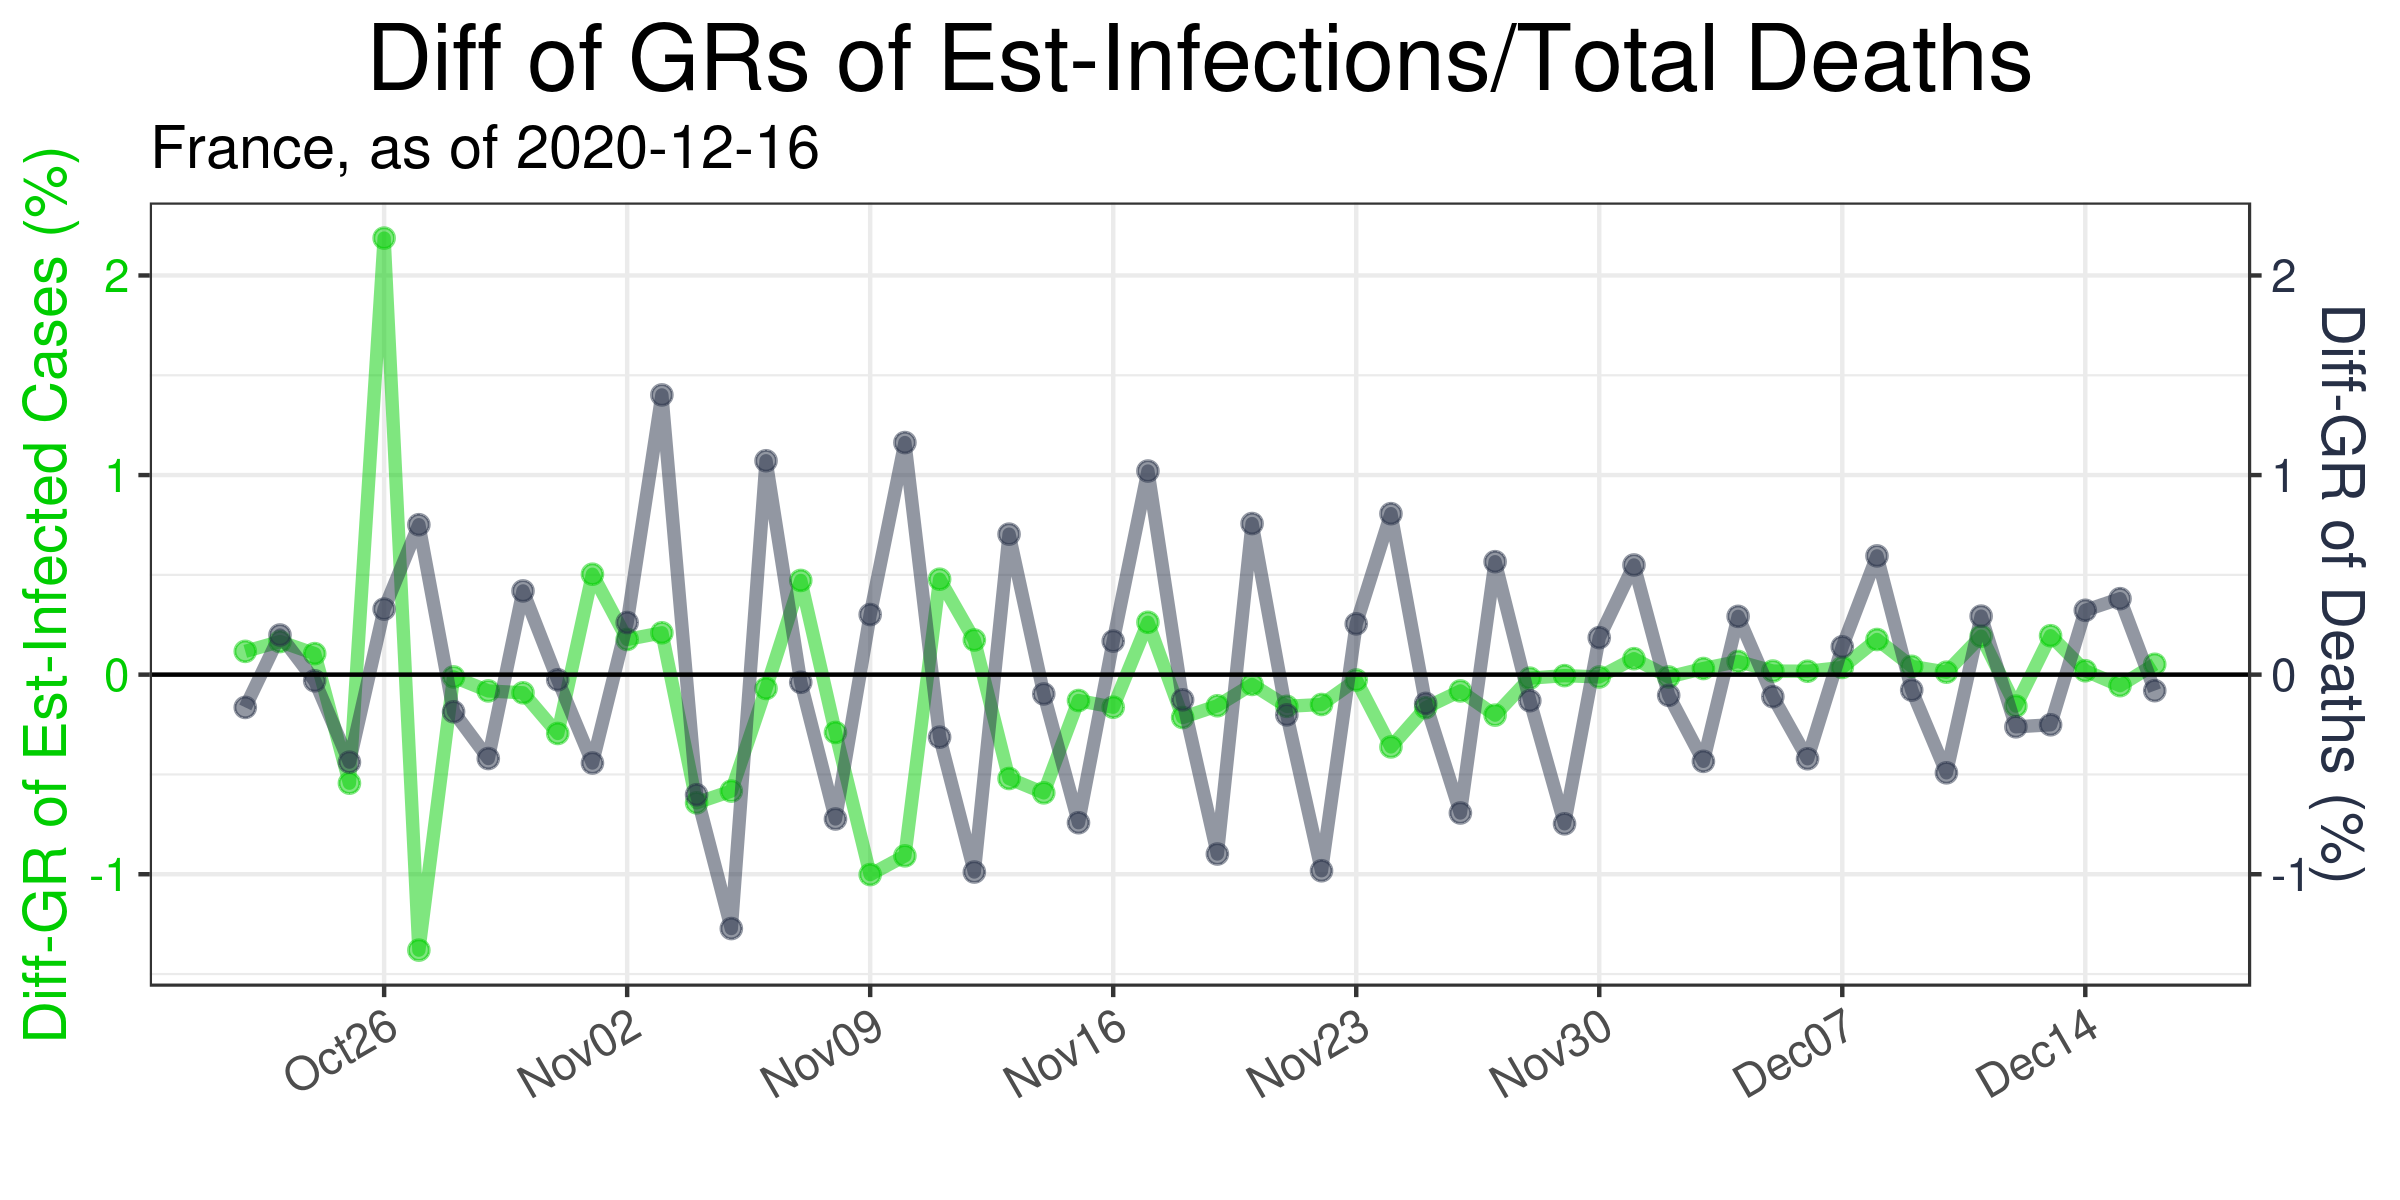 Diff of GRs of Est-Infections/Total Deaths
France, as of 2020-12-16
Diff-GR of Est-Infected Cases (%)
2
1
0
-1
2
1
0
-1
Diff-GR of Deaths (%)
Oct26
Nov02
Nov09
Nov16
Nov23
Nov30
Dec07
Dec14